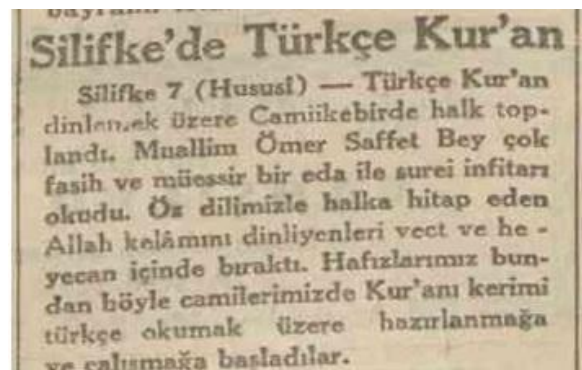 Silifke'de Türkçe Kur'an
Silifke 7 (Hususî) — Türkçe Kur'an
dinlemek üzere Camiikebirde halk top-
landı. Muallim Ömer Saffet Bey çok
fasih ve müessir bir eda ile surei infitarı
okudu. Öz dilimizle halka hitap eden
Allah kelâmını dinliyenleri vect ve he -
yecan içinde bıraktı. Hafızlarımız bun-
dan böyle camilerimizde Kur'anı kerimi
türkçe okumak üzere hazırlanmağa
ve çalışmağa başladılar.